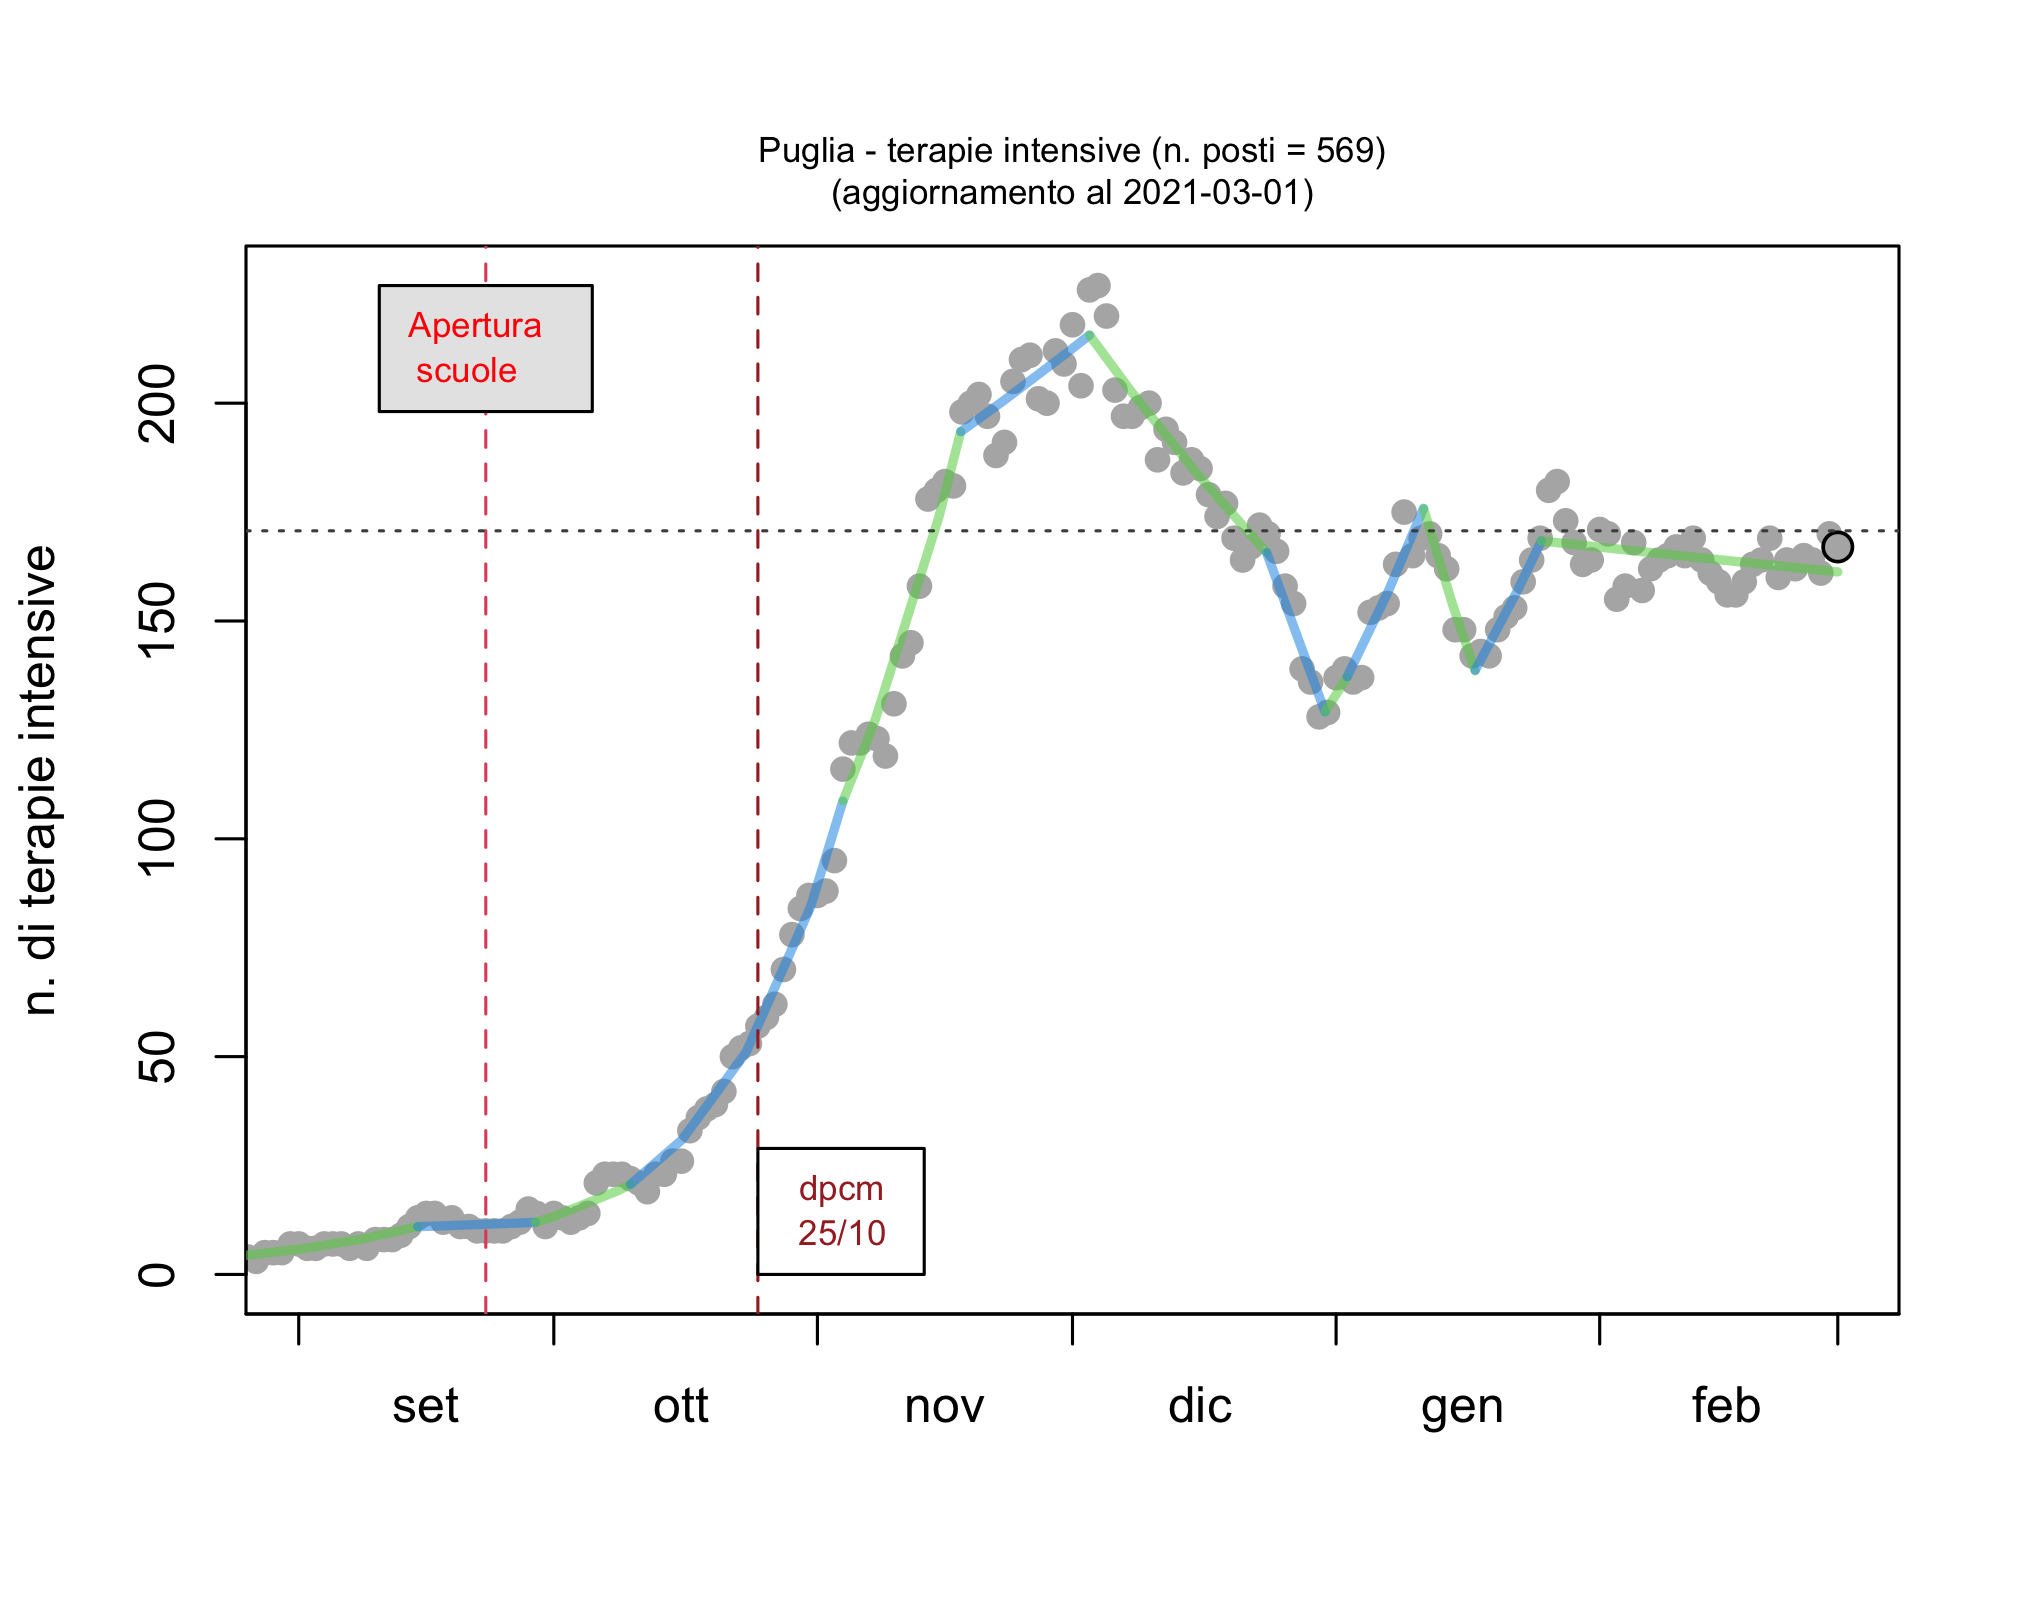 Puglia - terapie intensive (n. posti = 569)
(aggiornamento al 2021-03-01)
Apertura
scuole
n. di terapie intensive
200
150
100
50
0
dpcm
25/10
set
ott
nov
dic
gen
feb